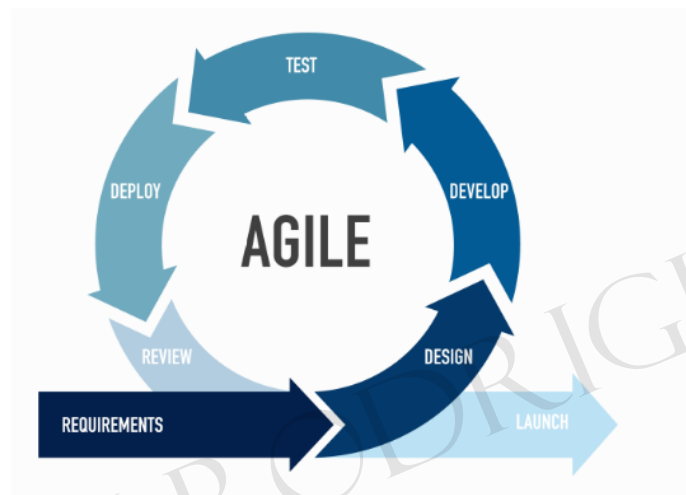 TEST
DEPLOY
DEVELOP
AGILE
REVIEW
DESIGN
REQUIREMENTS
LAUNCH